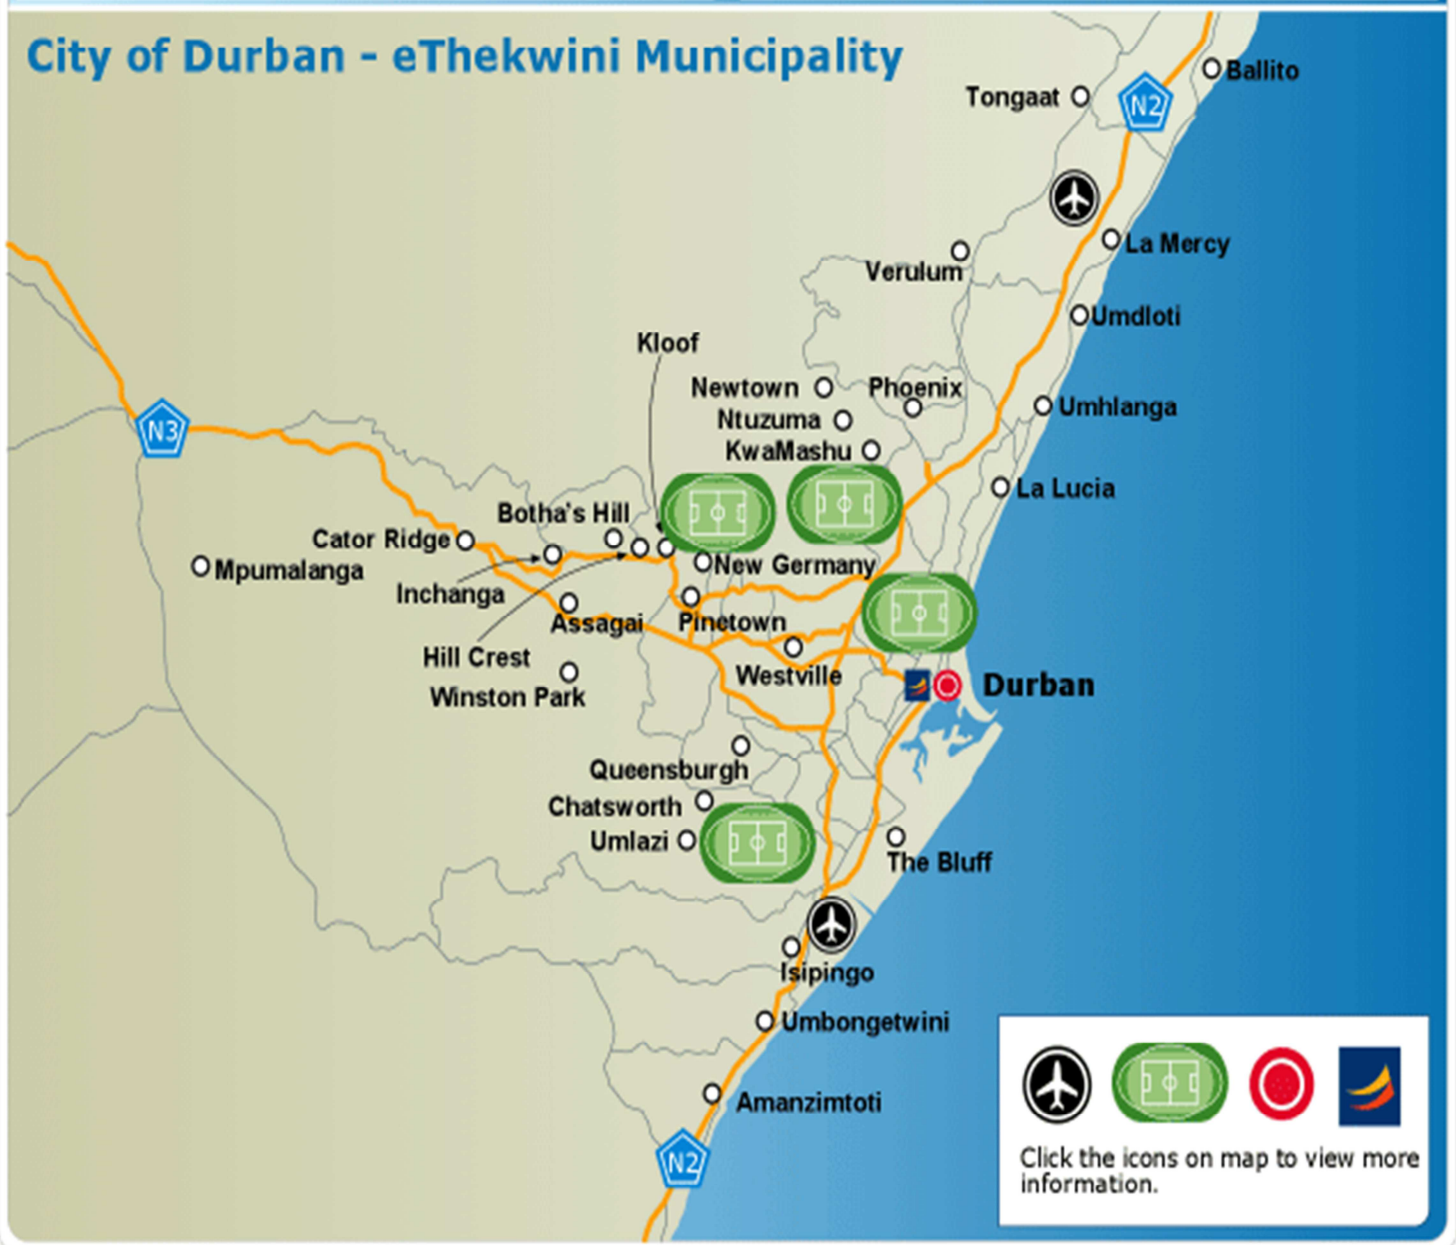 City of Durban - eThekwini Municipality
Ballito
Tongaat
N2
La Mercy
Verulum
Umdloti
Kloof
Newtown
Phoenix
Umhlanga
Ntuzuma
N3
KwaMashu
La Lucia
Botha's Hill
Cator Ridge
New Germany
Mpumalanga
Inchanga
Assagai
Pinetown
Hill Crest
Westville
Durban
Winston Park
Queensburgh
Chatsworth
Umlazi
The Bluff
Isipingo
Umbongetwini
Amanzimtoti
N2
Click the icons on map to view more
information.